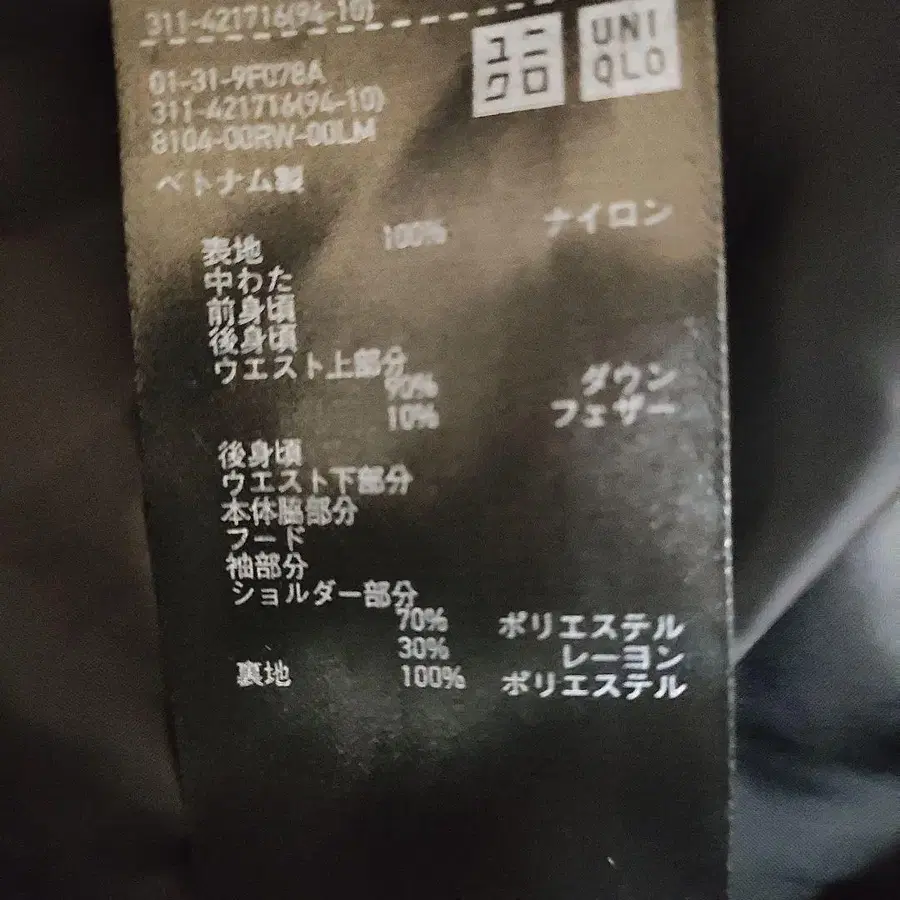 311-421716(94-10)
ユニ
クロ
UNI
QLO
01-31-9F078A
311-421716(94-10)
8104-00RW-00LM
ベトナム製
表地 100% ナイロン
中わた
前身頃
後身頃
ウエスト上部分
90% ダウン
10% フェザー
後身頃
ウエスト下部分
本体脇部分
フード
袖部分
ショルダー部分
70% ポリエステル
30% レーヨン
裏地 100% ポリエステル